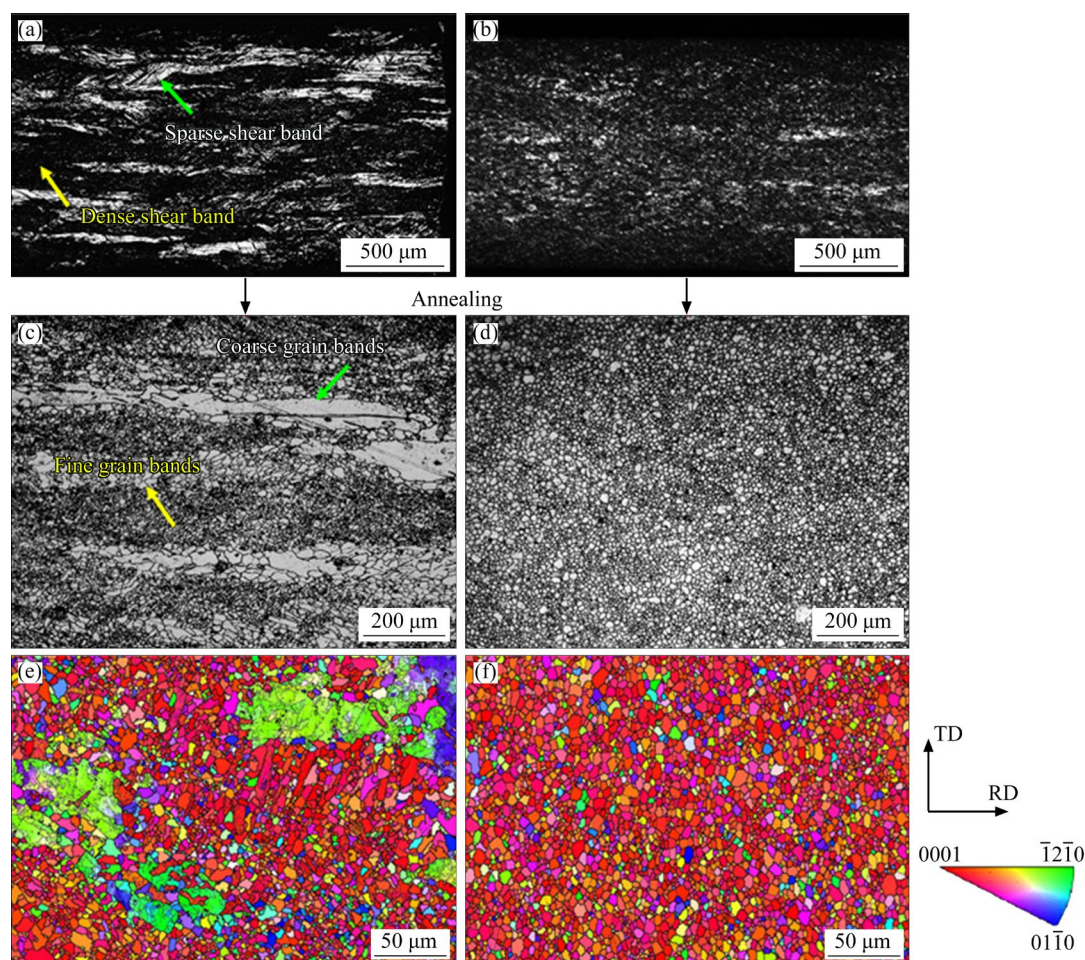 (a)
Sparse shear band
Dense shear band
500 μm
(b)
500 μm
Annealing
(c)
Coarse grain bands
Fine grain bands
200 μm
(d)
200 μm
(e)
50 μm
(f)
50 μm
TD
RD
0001
1̅21̅0
011̅0